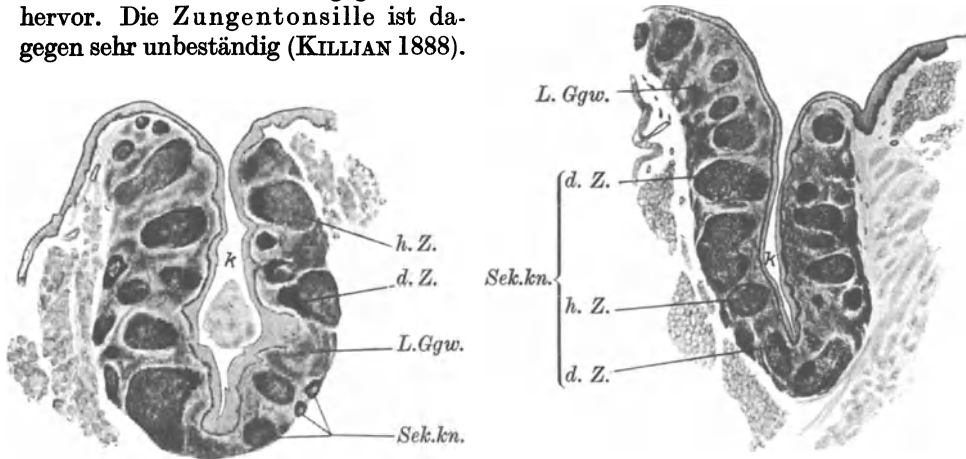 hervor. Die Zungentonsille ist da-
gegen sehr unbeständig (KILLIAN 1888).
h. Z.
d. Z.
k
L.Ggw.
Sek.kn.
L. Ggw.
d. Z.
k
Sek.kn.
h. Z.
d. Z.